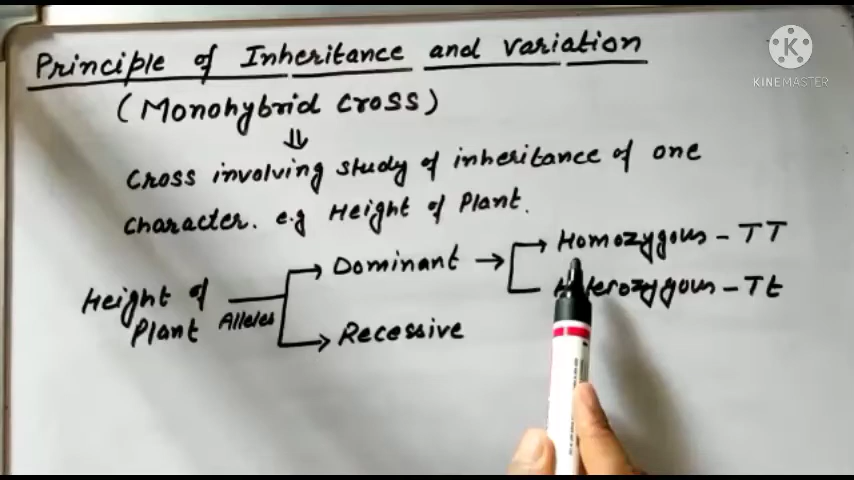 Principle of Inheritance and variation
(Monohybrid cross)
⇓
Cross involving study of inheritance of one
character. e.g Height of Plant.
Height of Plant
Alleles
→ Dominant →
→ Homozygous - TT
Heterozygous - Tt
→ Recessive
KINEMASTER